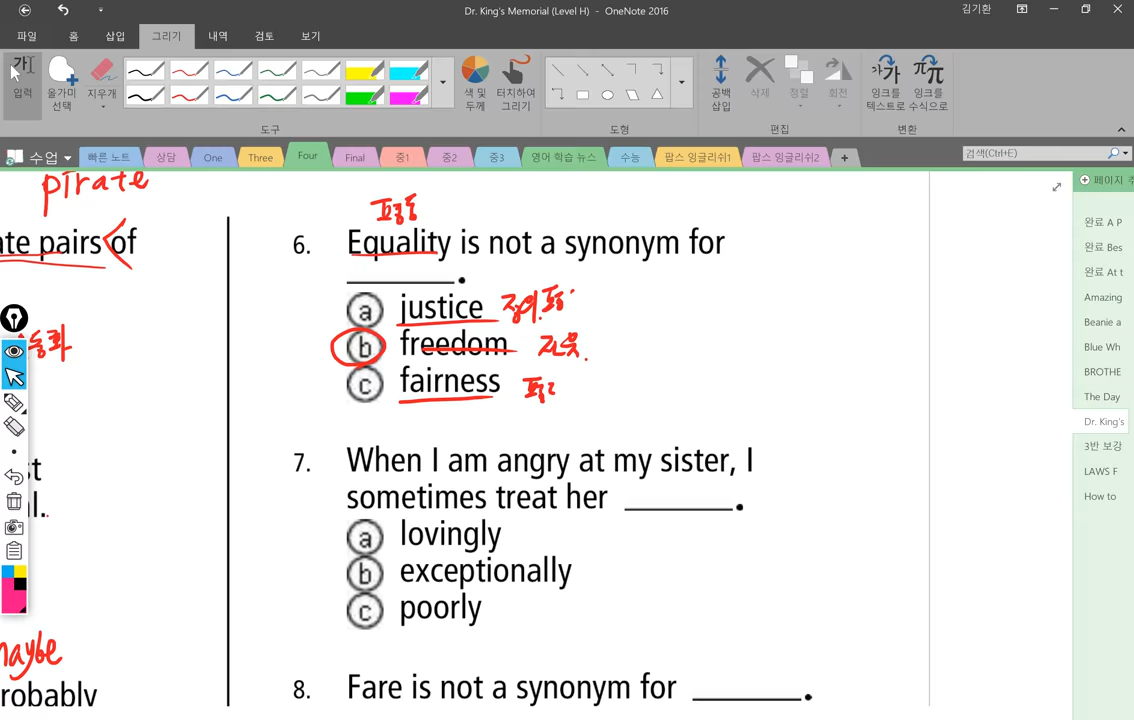 Dr. King's Memorial (Level H) - OneNote 2016
김기환
파일 홈 삽입 그리기 내역 검토 보기
입력
올가미 선택
지우개
색 및 두께
터치하여 그리기
공백 삽입
삭제
정렬
회전
잉크를 텍스트로
잉크를 수식으로
도구
도형
편집
변환
수업
빠른 노트
상담
One
Three
Four
Final
중1
중2
중3
영어 학습 뉴스
수능
팝스 잉글리쉬1
팝스 잉글리쉬2
검색(Ctrl+E)
페이지 추
완료 A P
완료 Bes
완료 At t
Amazing
Beanie a
Blue Wh
BROTHE
The Day
Dr. King's
3반 보강
LAWS F
How to
pirate
ate pairs of
동화
st
al.
maybe
robably
평등
6. Equality is not a synonym for
________.
a justice 정의
b freedom 자유
c fairness
7. When I am angry at my sister, I
sometimes treat her ________.
a lovingly
b exceptionally
c poorly
8. Fare is not a synonym for ________.